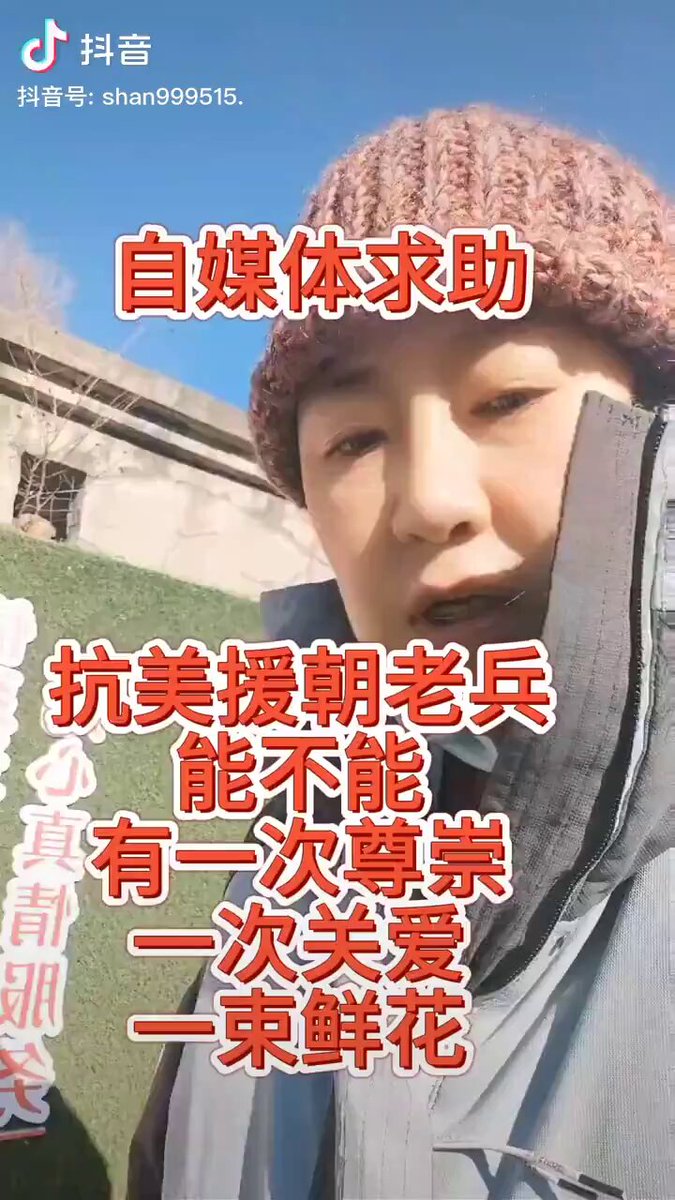 抖音
抖音号: shan999515.
自媒体求助
抗美援朝老兵
能不能
有一次尊崇
一次关爱
一束鲜花
心真情服务